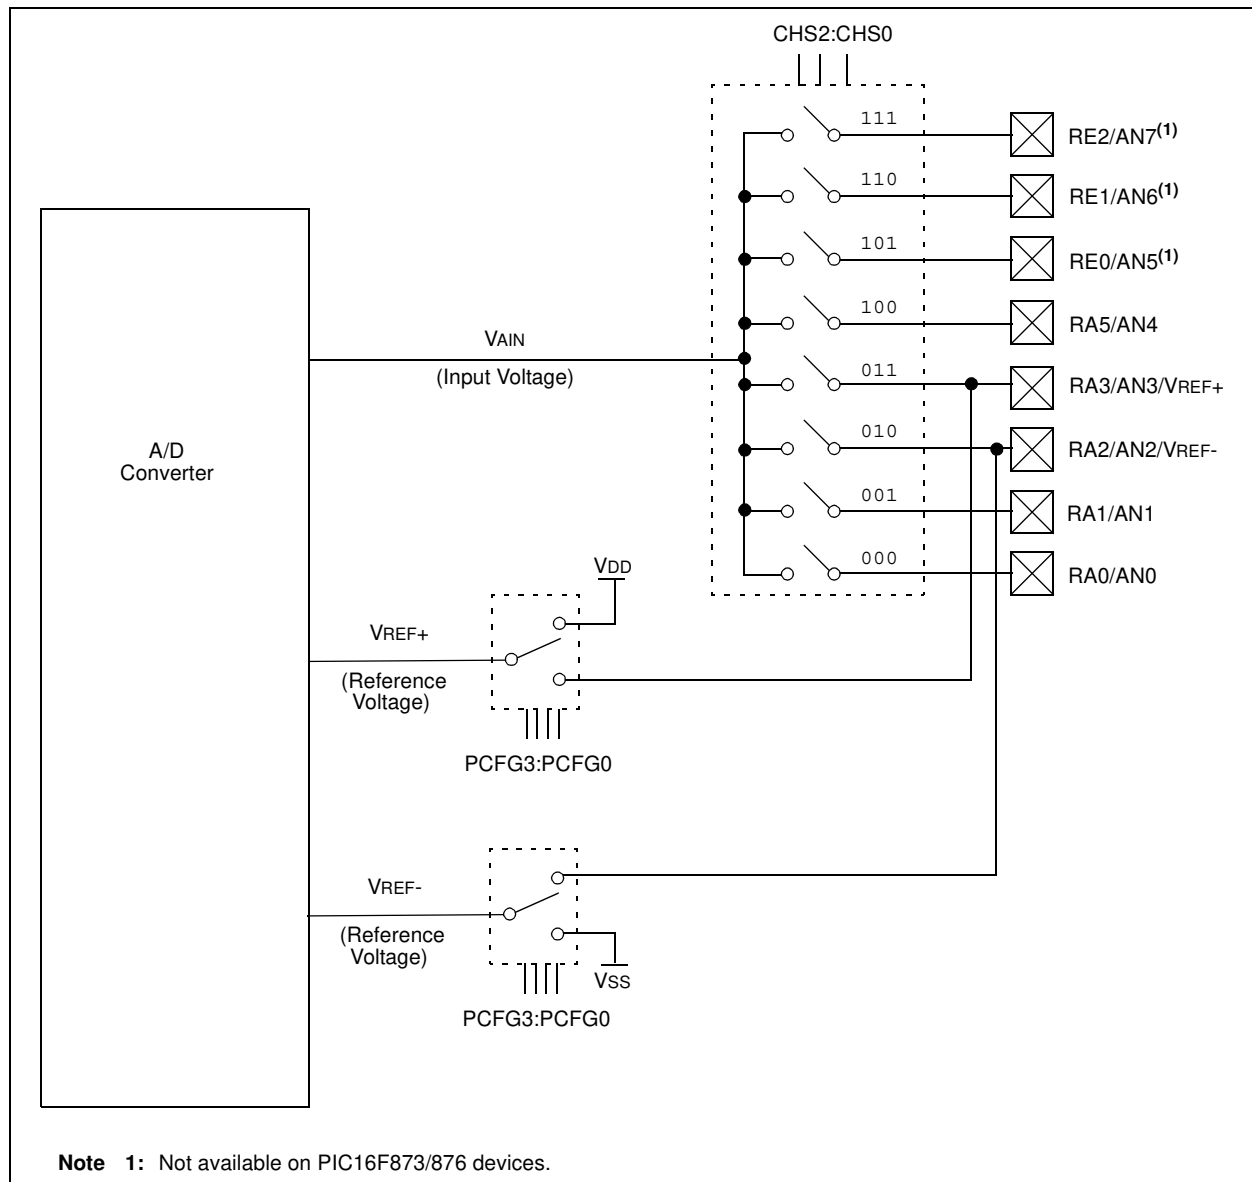 CHS2:CHS0
111
RE2/AN7(1)
110
RE1/AN6(1)
101
RE0/AN5(1)
100
RA5/AN4
VAIN
(Input Voltage)
011
RA3/AN3/VREF+
A/D
Converter
010
RA2/AN2/VREF-
001
RA1/AN1
000
RA0/AN0
VDD
VREF+
(Reference
Voltage)
PCFG3:PCFG0
VREF-
(Reference
Voltage)
VSS
PCFG3:PCFG0
Note 1: Not available on PIC16F873/876 devices.